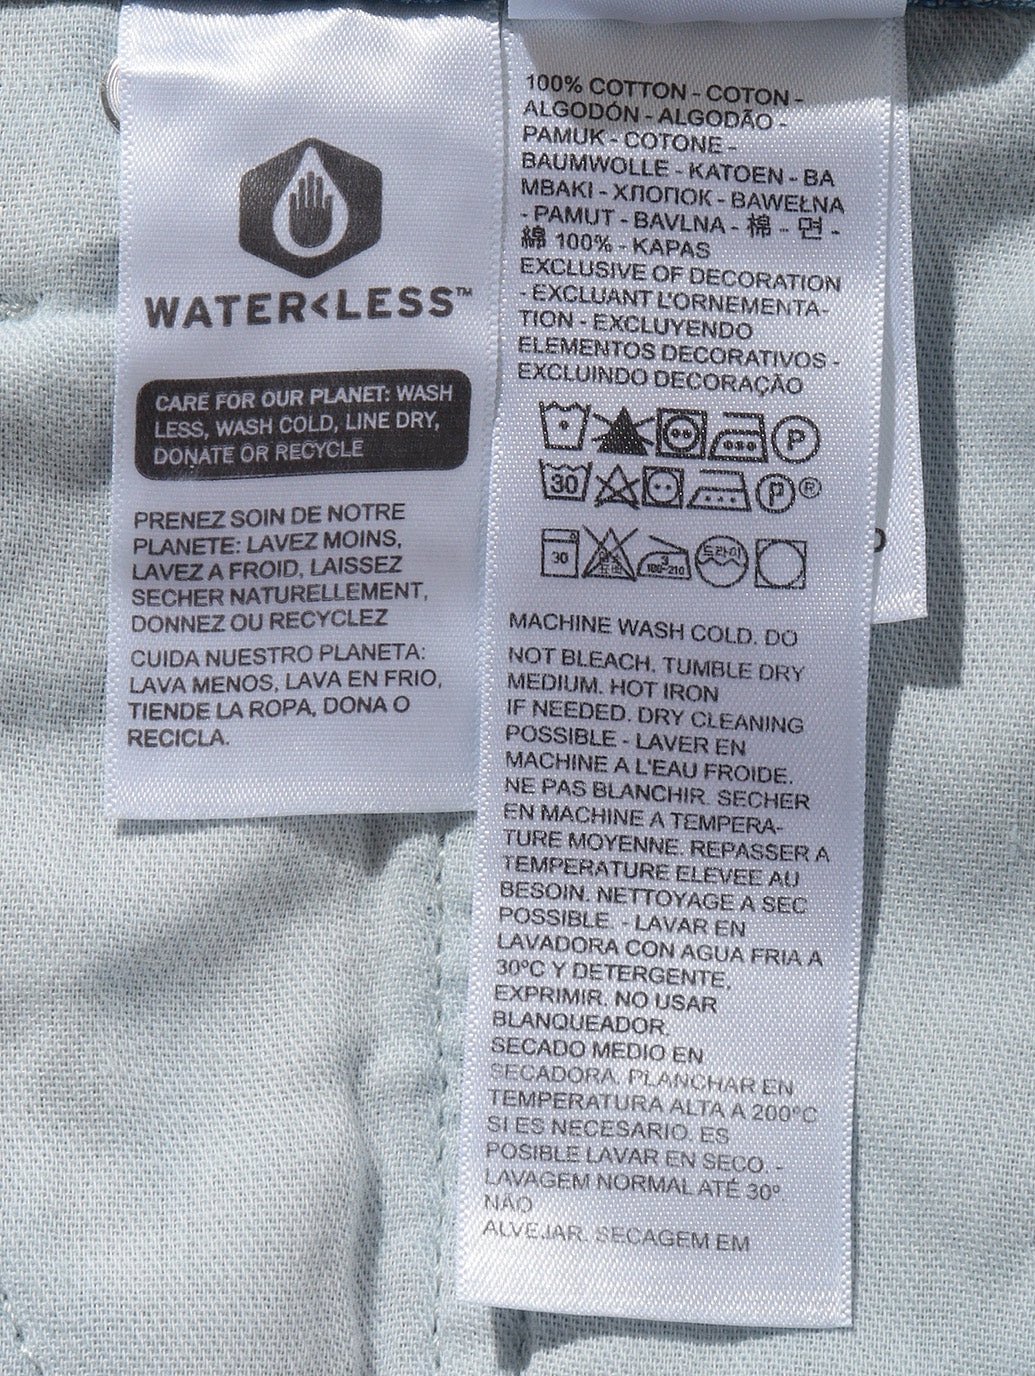 WATER<LESS™
CARE FOR OUR PLANET: WASH
LESS, WASH COLD, LINE DRY,
DONATE OR RECYCLE
PRENEZ SOIN DE NOTRE
PLANETE: LAVEZ MOINS,
LAVEZ A FROID, LAISSEZ
SECHER NATURELLEMENT,
DONNEZ OU RECYCLEZ
CUIDA NUESTRO PLANETA:
LAVA MENOS, LAVA EN FRIO,
TIENDE LA ROPA, DONA O
RECICLA.
100% COTTON - COTON -
ALGODÓN - ALGODÃO -
PAMUK - COTONE -
BAUMWOLLE - KATOEN - BA
MBAKI - ХЛОПОК - BAWEŁNA
- PAMUT - BAVLNA - 棉 - 면 -
綿 100% - KAPAS
EXCLUSIVE OF DECORATION
- EXCLUANT L'ORNEMENTA-
TION - EXCLUYENDO
ELEMENTOS DECORATIVOS -
EXCLUINDO DECORAÇÃO
P
30 P ®
30 3 180-210 드라이
MACHINE WASH COLD. DO
NOT BLEACH. TUMBLE DRY
MEDIUM. HOT IRON
IF NEEDED. DRY CLEANING
POSSIBLE - LAVER EN
MACHINE A L'EAU FROIDE.
NE PAS BLANCHIR. SECHER
EN MACHINE A TEMPERA-
TURE MOYENNE. REPASSER A
TEMPERATURE ELEVEE AU
BESOIN. NETTOYAGE A SEC
POSSIBLE. - LAVAR EN
LAVADORA CON AGUA FRIA A
30ºC Y DETERGENTE,
EXPRIMIR. NO USAR
BLANQUEADOR.
SECADO MEDIO EN
SECADORA. PLANCHAR EN
TEMPERATURA ALTA A 200ºC
SI ES NECESARIO. ES
POSIBLE LAVAR EN SECO. -
LAVAGEM NORMAL ATÉ 30º
NÃO
ALVEJAR. SECAGEM EM